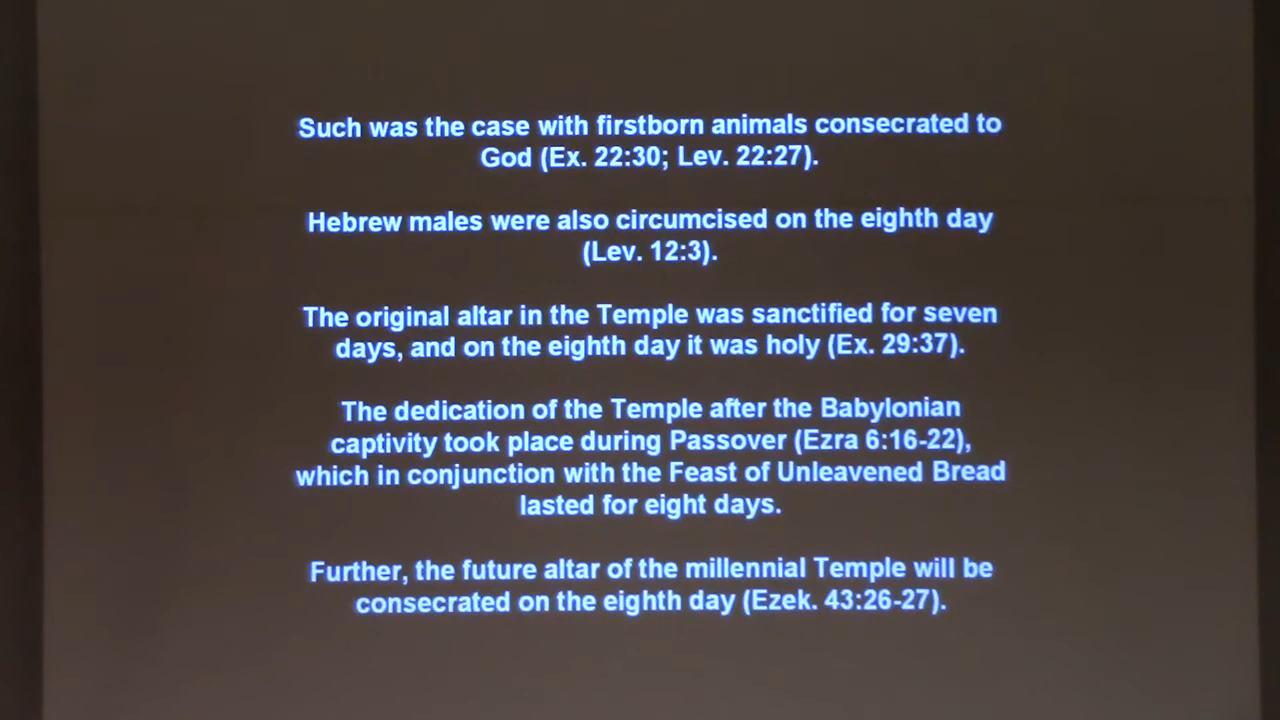 Such was the case with firstborn animals consecrated to
God (Ex. 22:30; Lev. 22:27).
Hebrew males were also circumcised on the eighth day
(Lev. 12:3).
The original altar in the Temple was sanctified for seven
days, and on the eighth day it was holy (Ex. 29:37).
The dedication of the Temple after the Babylonian
captivity took place during Passover (Ezra 6:16-22),
which in conjunction with the Feast of Unleavened Bread
lasted for eight days.
Further, the future altar of the millennial Temple will be
consecrated on the eighth day (Ezek. 43:26-27).